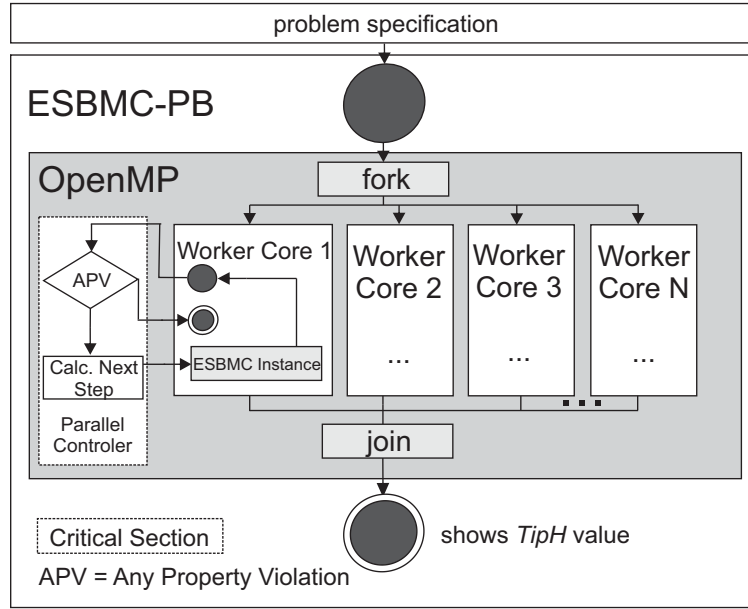 problem specification
ESBMC-PB
OpenMP
fork
Worker Core 1
Worker
Core 2
Worker
Core 3
Worker
Core N
APV
...
...
...
ESBMC Instance
Calc. Next
Step
Parallel
Controler
join
Critical Section
shows TipH value
APV = Any Property Violation